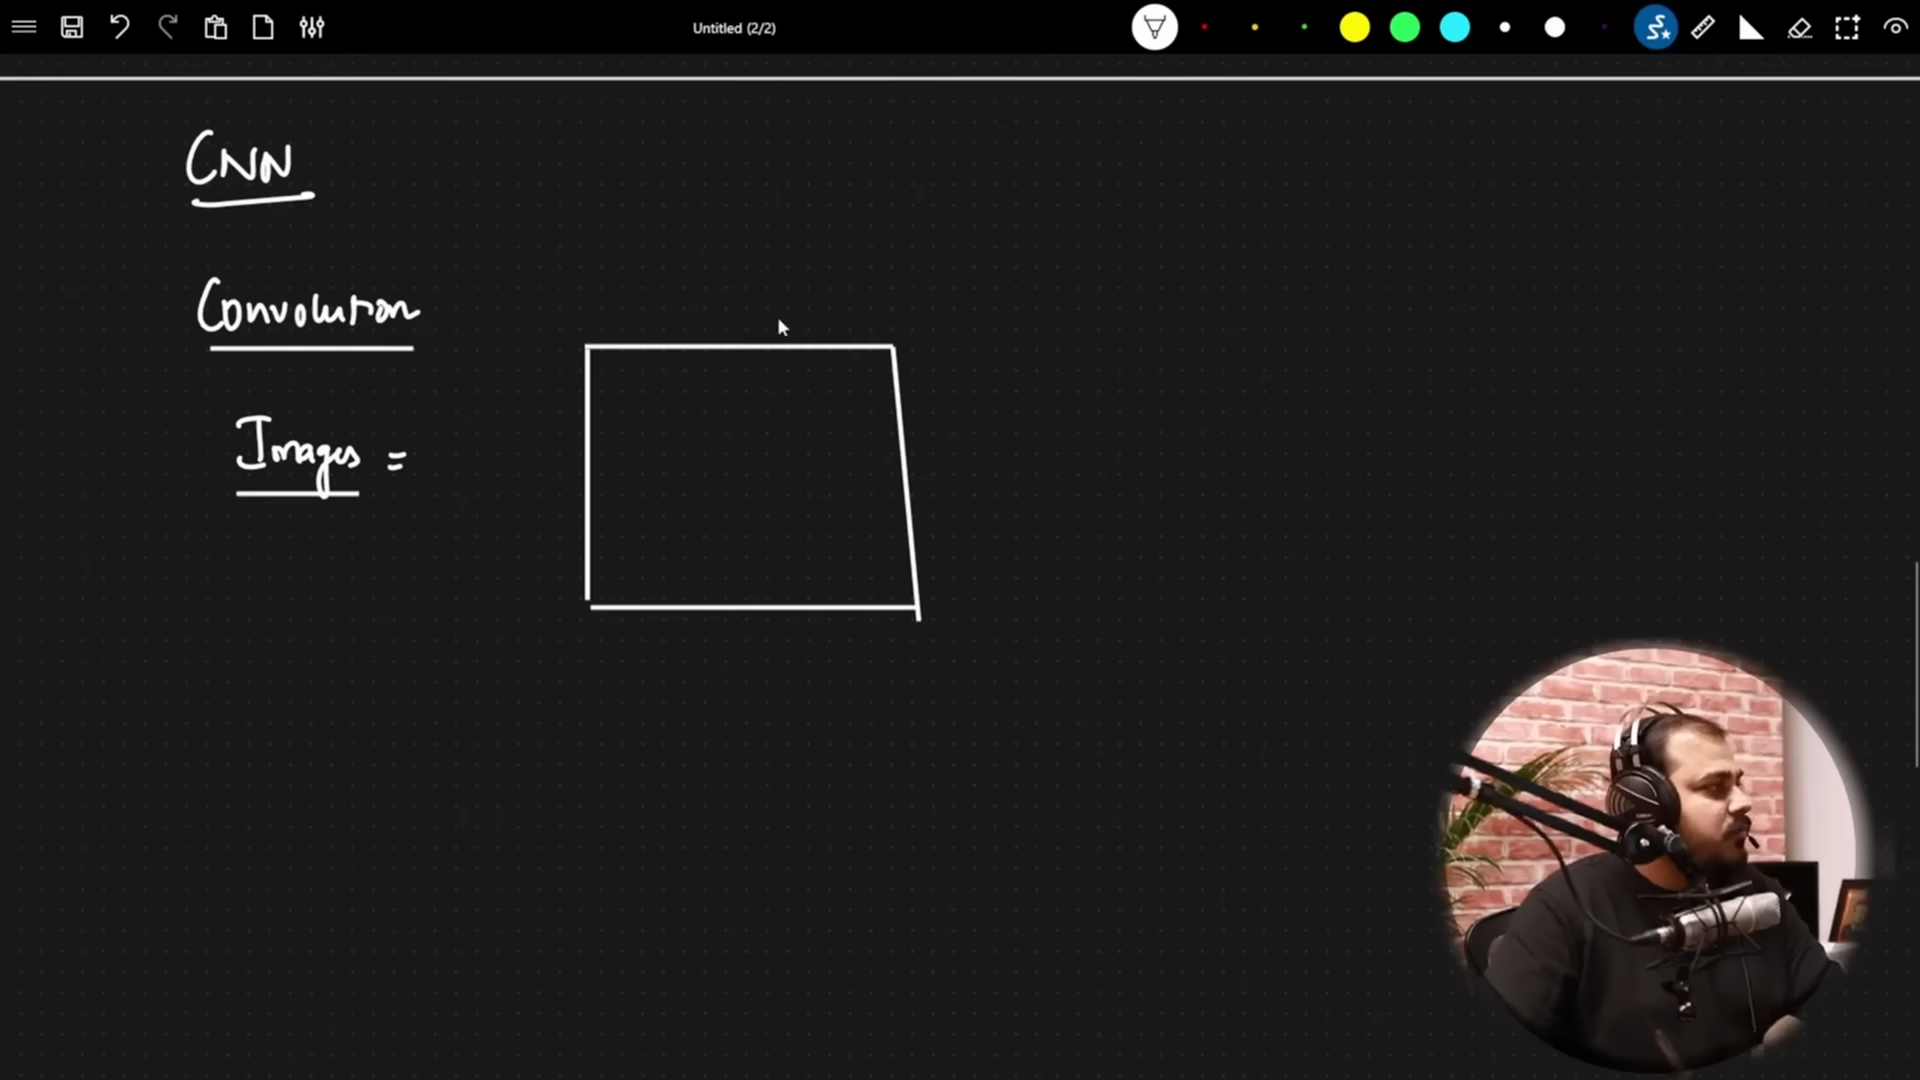 Untitled (2/2)
CNN
Convolution
Images =